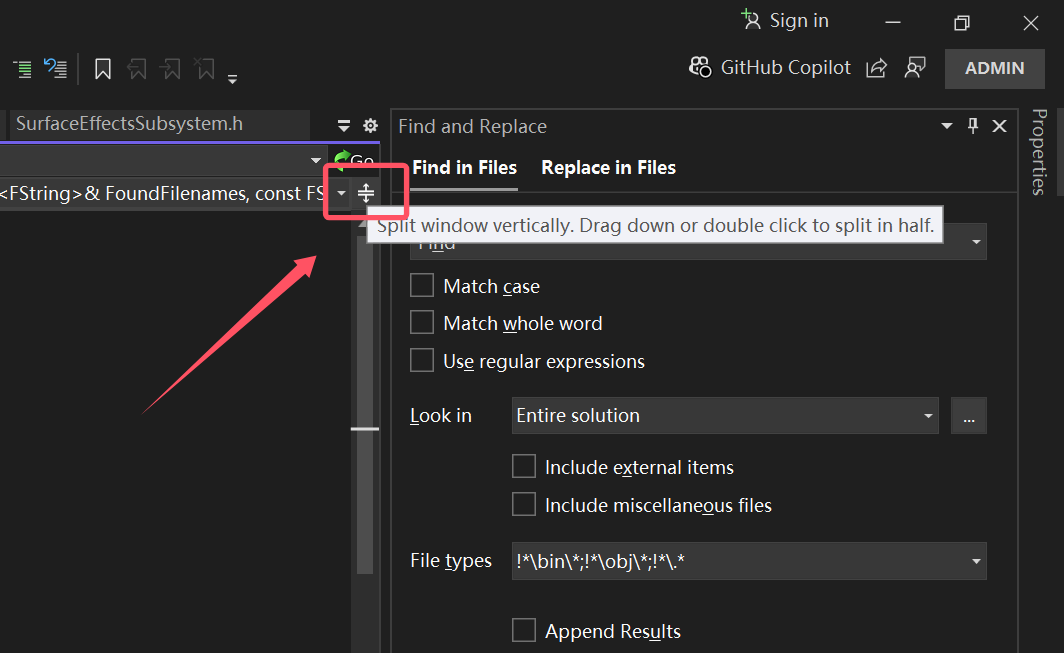 Sign in
GitHub Copilot
ADMIN
SurfaceEffectsSubsystem.h
Find and Replace
Properties
Go
Find in Files
Replace in Files
<FString>& FoundFilenames, const FS
Split window vertically. Drag down or double click to split in half.
Find
Match case
Match whole word
Use regular expressions
Look in
Entire solution
...
Include external items
Include miscellaneous files
File types
!*\bin\*;!*\obj\*;!*\.*
Append Results